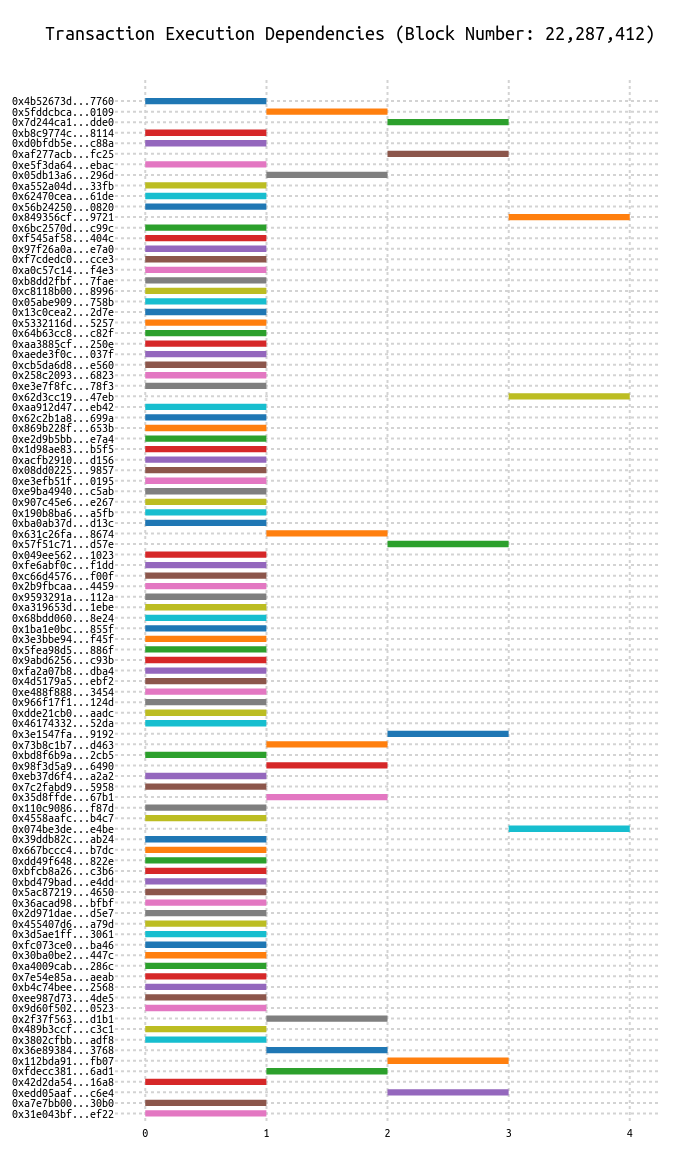 Transaction Execution Dependencies (Block Number: 22,287,412)
0x4b52673d...7760
0x5fddcbca...0109
0x7d244ca1...dde0
0xb8c9774c...8114
0xd0bfdb5e...c88a
0xaf277acb...fc25
0xe5f3da64...ebac
0x05db13a6...296d
0xa552a04d...33fb
0x62470cea...61de
0x56b24250...0820
0x849356cf...9721
0x6bc2570d...c99c
0xf545af58...404c
0x97f26a0a...e7a0
0xf7cdedc0...cce3
0xa0c57c14...f4e3
0xb8dd2fbf...7fae
0xc8118b00...8996
0x05abe909...758b
0x13c0cea2...2d7e
0x5332116d...5257
0x64b63cc8...c82f
0xaa3885cf...250e
0xaede3f0c...037f
0xcb5da6d8...e560
0x258c2093...6823
0xe3e7f8fc...78f3
0x62d3cc19...47eb
0xaa912d47...eb42
0x62c2b1a8...699a
0x869b228f...653b
0xe2d9b5bb...e7a4
0x1d98ae83...b5f5
0xacfb2910...d156
0x08dd0225...9857
0xe3efb51f...0195
0xe9ba4940...c5ab
0x907c45e6...e267
0x190b8ba6...a5fb
0xba0ab37d...d13c
0x631c26fa...8674
0x57f51c71...d57e
0x049ee562...1023
0xfe6abf0c...f1dd
0xc66d4576...f00f
0x2b9fbcaa...4459
0x9593291a...112a
0xa319653d...1ebe
0x68bdd060...8e24
0x1ba1e0bc...855f
0x3e3bbe94...f45f
0x5fea98d5...886f
0x9abd6256...c93b
0xfa2a07b8...dba4
0x4d5179a5...ebf2
0xe488f888...3454
0x966f17f1...124d
0xdde21cb0...aadc
0x46174332...52da
0x3e1547fa...9192
0x73b8c1b7...d463
0xbd8f6b9a...2cb5
0x98f3d5a9...6490
0xeb37d6f4...a2a2
0x7c2fabd9...5958
0x35d8ffde...67b1
0x110c9086...f87d
0x4558aafc...b4c7
0x074be3de...e4be
0x39ddb82c...ab24
0x667bccc4...b7dc
0xdd49f648...822e
0xbfcb8a26...c3b6
0xbd479bad...e4dd
0x5ac87219...4650
0x36acad98...bfbf
0x2d971dae...d5e7
0x455407d6...a79d
0x3d5ae1ff...3061
0xfc073ce0...ba46
0x30ba0be2...447c
0xa4009cab...286c
0x7e54e85a...aeab
0xb4c74bee...2568
0xee987d73...4de5
0x9d60f502...0523
0x2f37f563...d1b1
0x489b3ccf...c3c1
0x3802cfbb...adf8
0x36e89384...3768
0x112bda91...fb07
0xfdecc381...6ad1
0x42d2da54...16a8
0xedd05aaf...c6e4
0xa7e7bb00...30b0
0x31e043bf...ef22
0 1 2 3 4